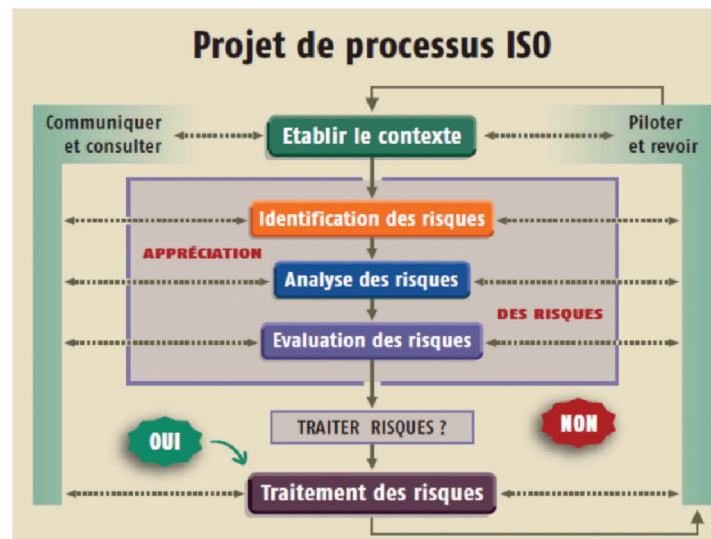 Projet de processus ISO
Communiquer
et consulter
Etablir le contexte
Piloter
et revoir
Identification des risques
APPRÉCIATION
Analyse des risques
DES RISQUES
Evaluation des risques
TRAITER RISQUES ?
NON
OUI
Traitement des risques